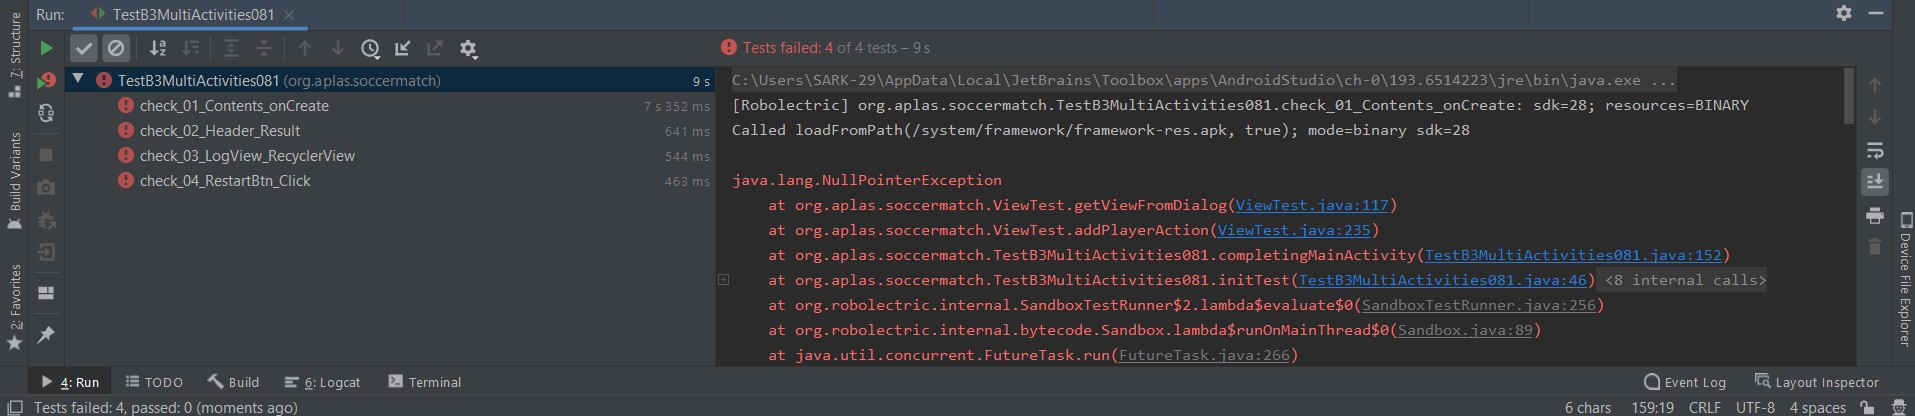 Run: TestB3MultiActivities081
Tests failed: 4 of 4 tests – 9 s
TestB3MultiActivities081 (org.aplas.soccermatch) 9 s
check_01_Contents_onCreate 7 s 352 ms
check_02_Header_Result 641 ms
check_03_LogView_RecyclerView 544 ms
check_04_RestartBtn_Click 463 ms
C:\Users\SARK-29\AppData\Local\JetBrains\Toolbox\apps\AndroidStudio\ch-0\193.6514223\jre\bin\java.exe ...
[Robolectric] org.aplas.soccermatch.TestB3MultiActivities081.check_01_Contents_onCreate: sdk=28; resources=BINARY
Called loadFromPath(/system/framework/framework-res.apk, true); mode=binary sdk=28
java.lang.NullPointerException
at org.aplas.soccermatch.ViewTest.getViewFromDialog(ViewTest.java:117)
at org.aplas.soccermatch.ViewTest.addPlayerAction(ViewTest.java:235)
at org.aplas.soccermatch.TestB3MultiActivities081.completingMainActivity(TestB3MultiActivities081.java:152)
at org.aplas.soccermatch.TestB3MultiActivities081.initTest(TestB3MultiActivities081.java:46) <8 internal calls>
at org.robolectric.internal.SandboxTestRunner$2.lambda$evaluate$0(SandboxTestRunner.java:256)
at org.robolectric.internal.bytecode.Sandbox.lambda$runOnMainThread$0(Sandbox.java:89)
at java.util.concurrent.FutureTask.run(FutureTask.java:266)
7: Structure
Build Variants
2: Favorites
Device File Explorer
4: Run TODO Build 6: Logcat Terminal Event Log Layout Inspector
Tests failed: 4, passed: 0 (moments ago) 6 chars 159:19 CRLF UTF-8 4 spaces